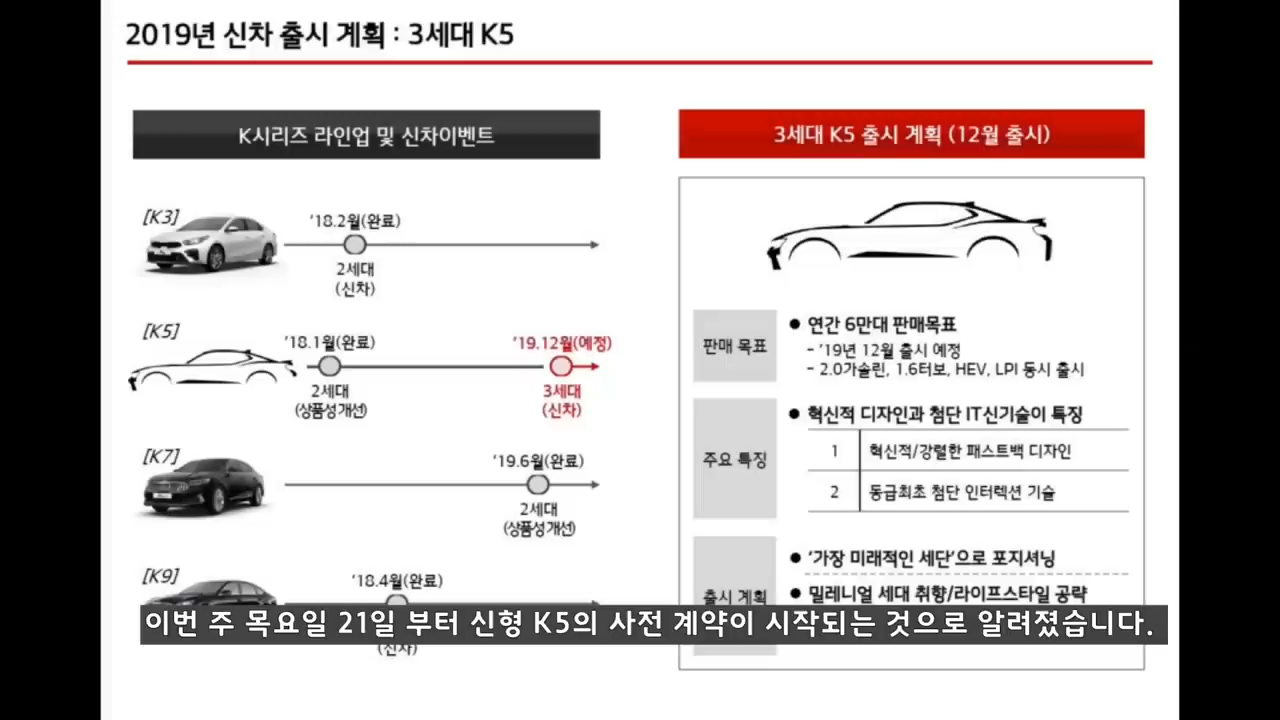 2019년 신차 출시 계획 : 3세대 K5
K시리즈 라인업 및 신차이벤트
[K3]
'18.2월(완료)
2세대
(신차)
[K5]
'18.1월(완료)
2세대
(상품성개선)
'19.12월(예정)
3세대
(신차)
[K7]
'19.6월(완료)
2세대
(상품성개선)
[K9]
'18.4월(완료)
(신차)
3세대 K5 출시 계획 (12월 출시)
판매 목표
● 연간 6만대 판매목표
- '19년 12월 출시 예정
- 2.0가솔린, 1.6터보, HEV, LPI 동시 출시
주요 특징
● 혁신적 디자인과 첨단 IT신기술이 특징
1 혁신적/강렬한 패스트백 디자인
2 동급최초 첨단 인터렉션 기술
출시 계획
● '가장 미래적인 세단'으로 포지셔닝
● 밀레니얼 세대 취향/라이프스타일 공략
이번 주 목요일 21일 부터 신형 K5의 사전 계약이 시작되는 것으로 알려졌습니다.